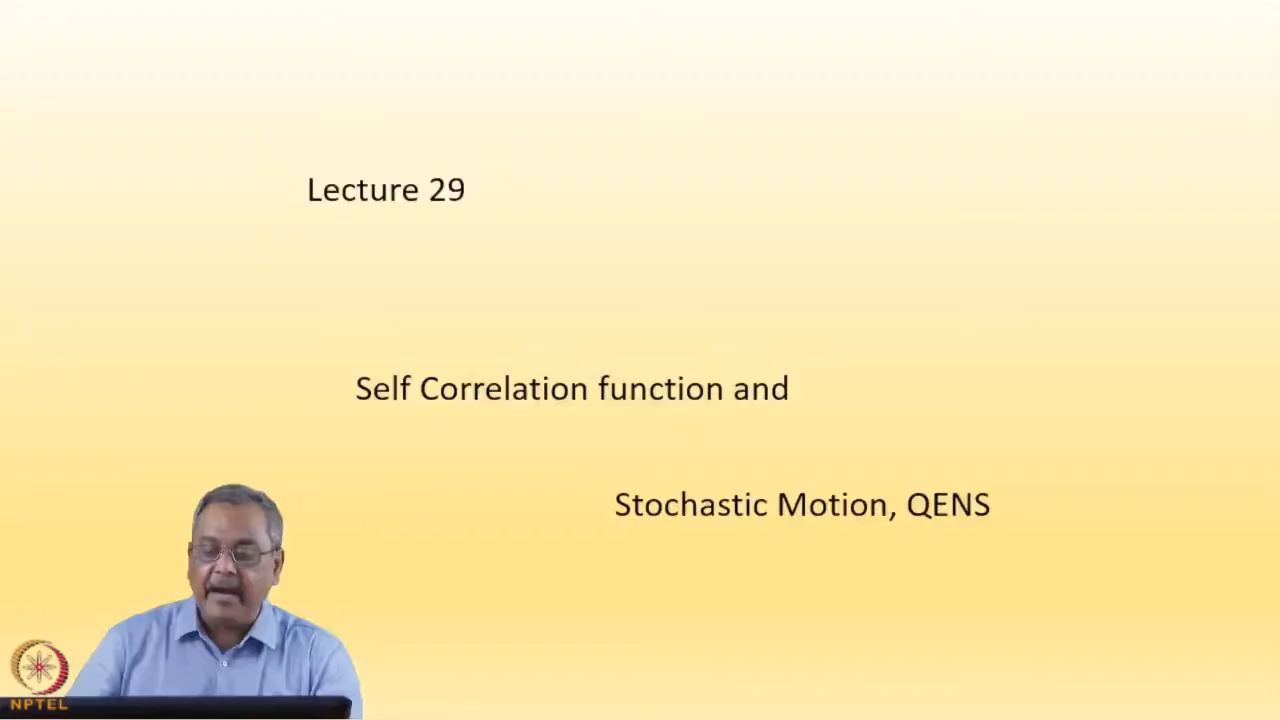 Lecture 29
Self Correlation function and
Stochastic Motion, QENS
NPTEL